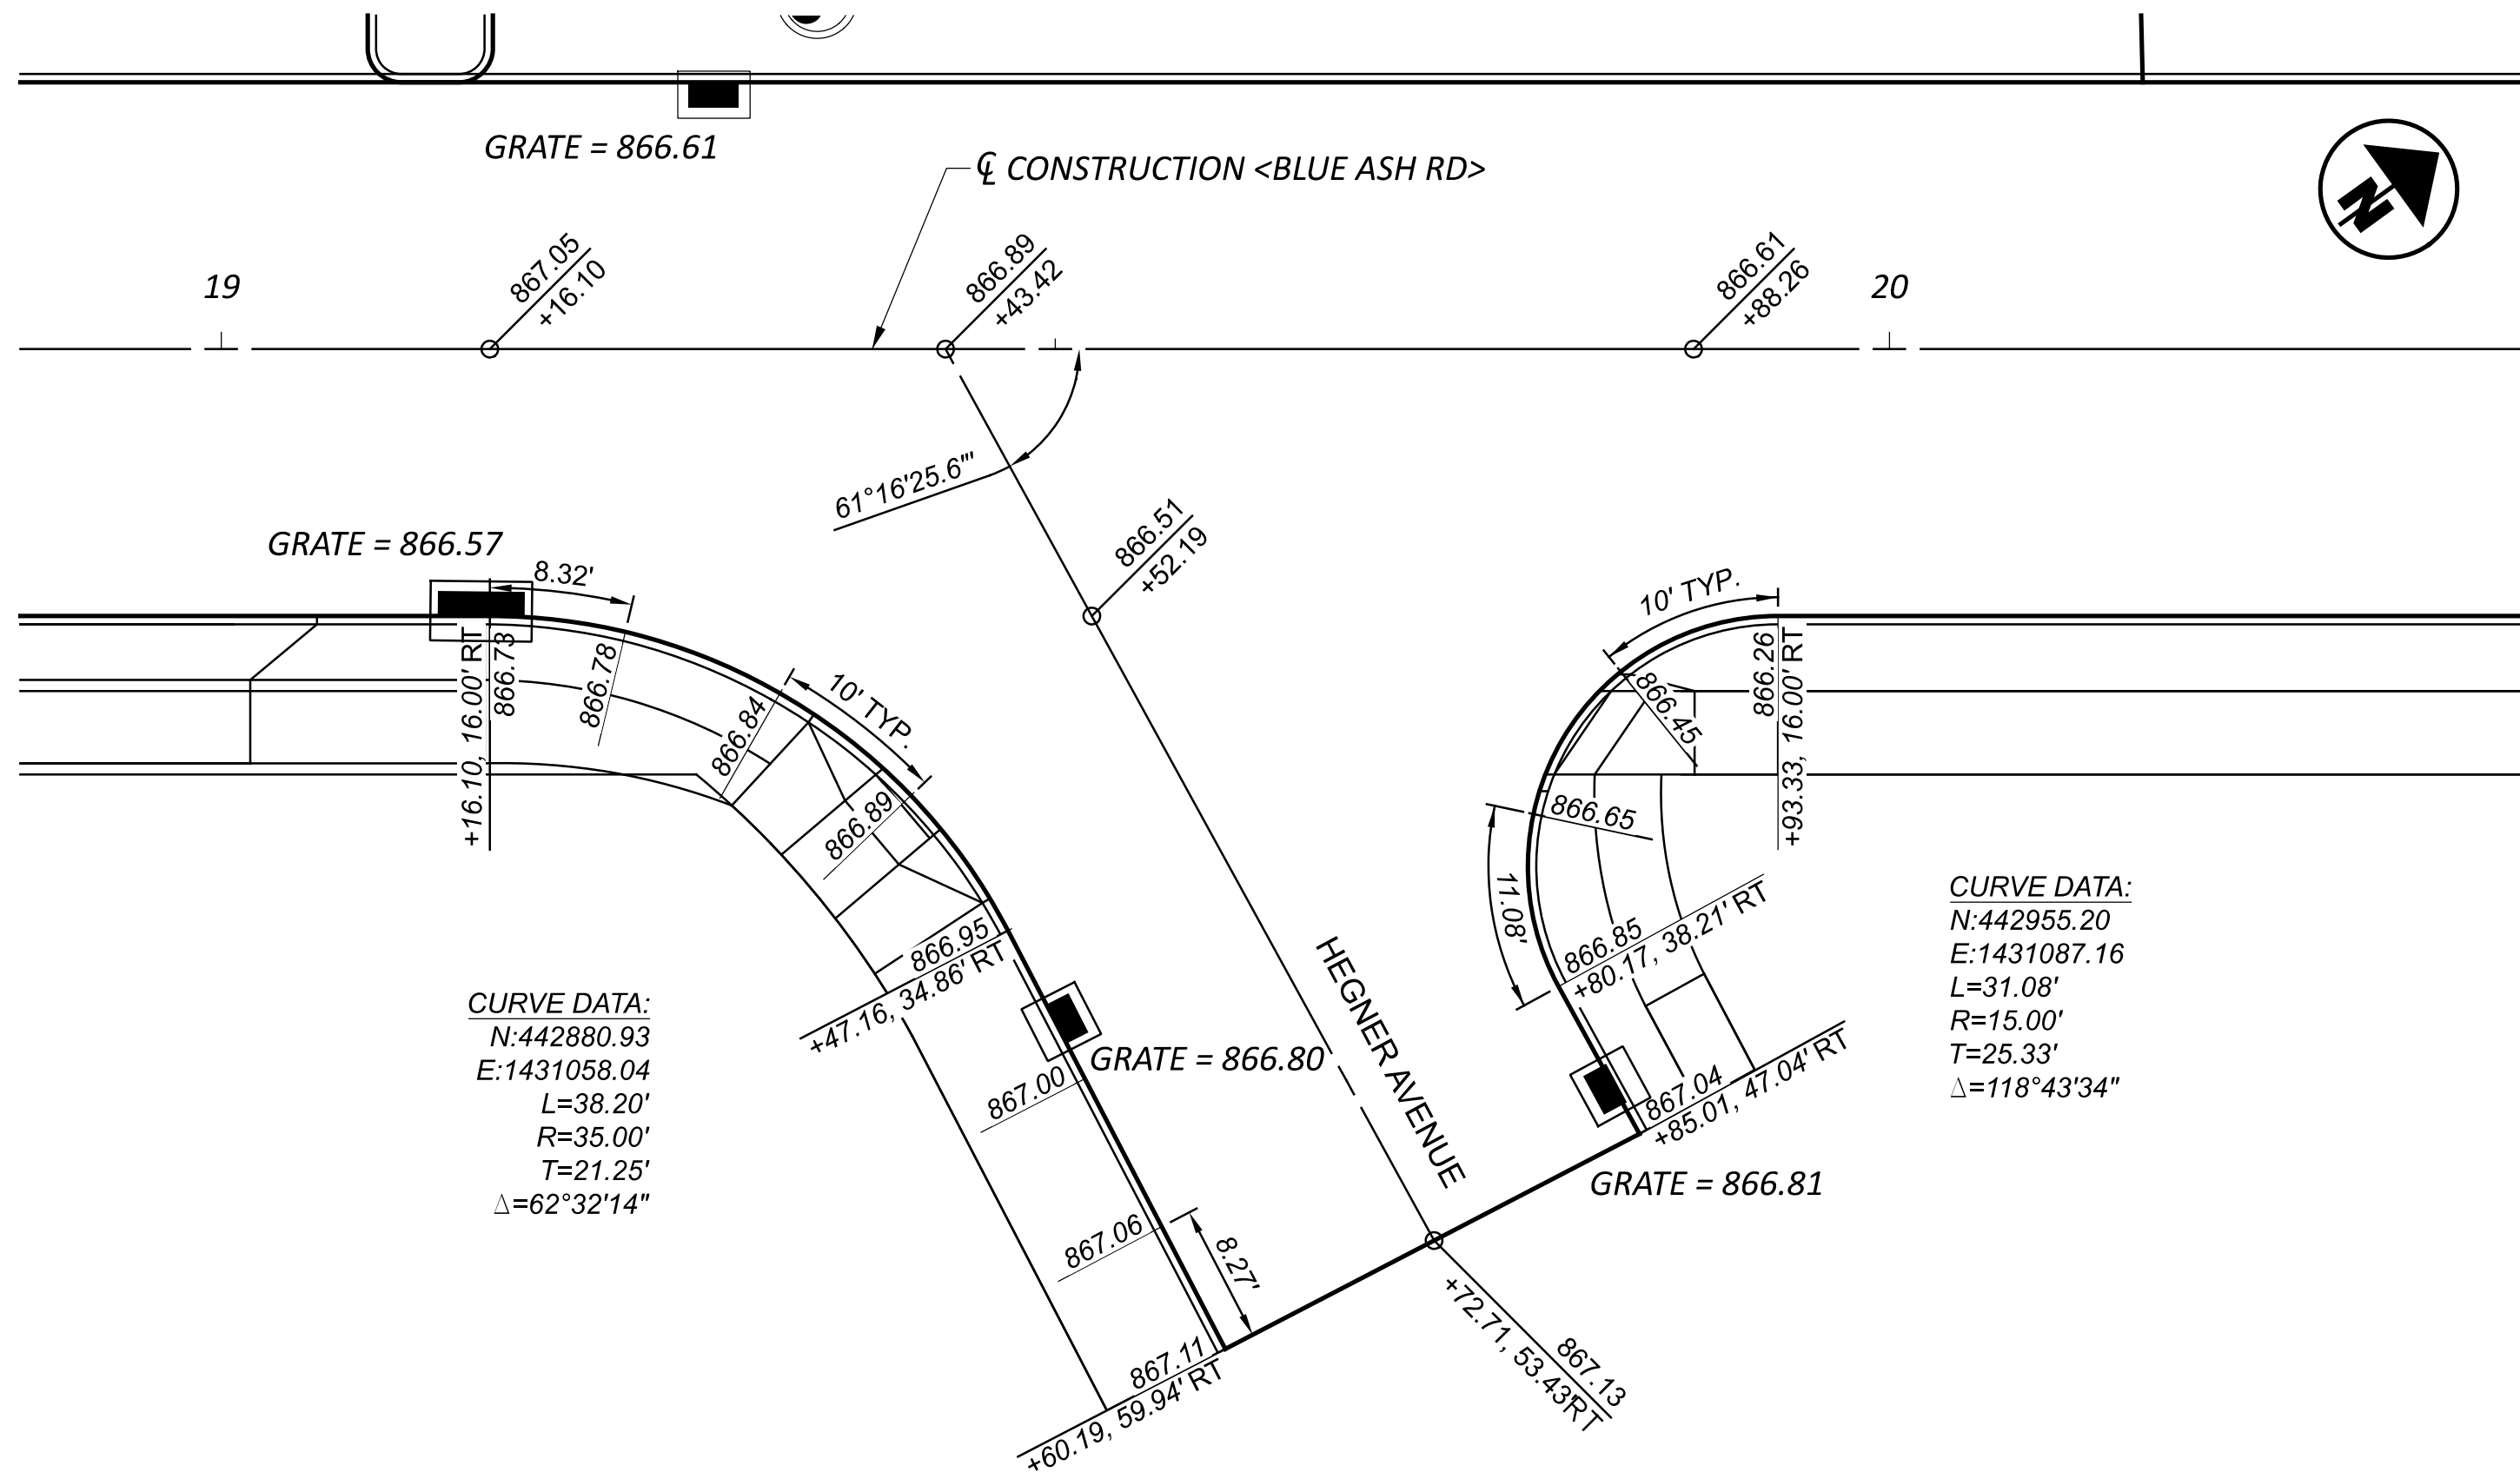 GRATE = 866.61
℄ CONSTRUCTION <BLUE ASH RD>
N
19
867.05
+16.10
866.89
+43.42
866.61
+88.26
20
61°16'25.6'"
866.51
+52.19
GRATE = 866.57
8.32'
10' TYP.
+16.10, 16.00' RT
866.73
866.78
866.84
10' TYP.
866.89
866.26
+93.33, 16.00' RT
866.45
866.65
11.08'
866.95
+47.16, 34.86' RT
866.85
+80.17, 38.21' RT
HEGNER AVENUE
CURVE DATA:
N:442955.20
E:1431087.16
L=31.08'
R=15.00'
T=25.33'
Δ=118°43'34"
CURVE DATA:
N:442880.93
E:1431058.04
L=38.20'
R=35.00'
T=21.25'
Δ=62°32'14"
GRATE = 866.80
867.00
867.04
+85.01, 47.04' RT
GRATE = 866.81
867.06
8.27'
867.11
+60.19, 59.94' RT
867.13
+72.71, 53.43'RT